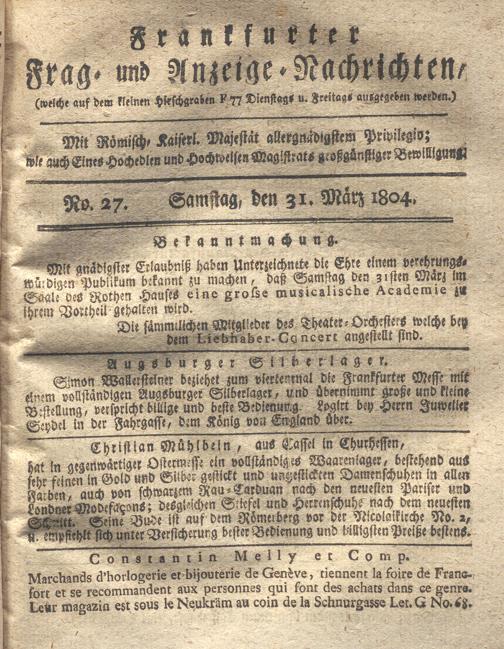 Frankfurter
Frag- und Anzeige-Nachrichten,
(welche auf dem kleinen Hirschgraben F 77 Dienstags u. Freitags ausgegeben werden.)
Mit Römisch-Kaiserl. Majestät allergnädigstem Privilegio;
wie auch Eines Hochedlen und Hochweisen Magistrats großgünstiger Bewilligung.
No. 27. Samstag, den 31. März 1804.
Bekanntmachung.
Mit gnädigster Erlaubniß haben Unterzeichnete die Ehre einem verehrungs-
würdigen Publikum bekannt zu machen, daß Samstag den 31sten März im
Saale des Rothen Hauses eine große musicalische Academie zu
ihrem Vortheil gehalten wird.
Die sämmtlichen Mitglieder des Theater-Orchesters welche bey
dem Liebhaber-Concert angestellt sind.
Augsburger Silberlager.
Simon Wallersteiner beziehet zum viertenmal die Frankfurter Messe mit
einem vollständigen Augsburger Silberlager, und übernimmt große und kleine
Bestellung, verspricht billige und beste Bedienung. Logirt bey Herrn Juwelier
Seydel in der Fahrgasse, dem König von England über.
Christian Mühlbein, aus Cassel in Churhessen,
hat in gegenwärtiger Ostermesse ein vollständiges Waarenlager, bestehend aus
sehr feinen in Gold und Silber gestickt und ungestickten Damenschuhen in allen
Farben, auch von schwarzem Rau-Carduan nach den neuesten Pariser und
Londner Modefaçons; desgleichen Stiefel und Herrenschuhe nach dem neuesten
Schnitt. Seine Bude ist auf dem Römerberg vor der Nicolaikirche No. 2,
u. empfiehlt sich unter Versicherung bester Bedienung und billigsten Preiße bestens.
Constantin Melly et Comp.
Marchands d'horlogerie et bijouterie de Genève, tiennent la foire de Franc-
fort et se recommandent aux personnes qui font des achats dans ce genre.
Leur magazin est sous le Neukräm au coin de la Schnurgasse Let. G No. 68.